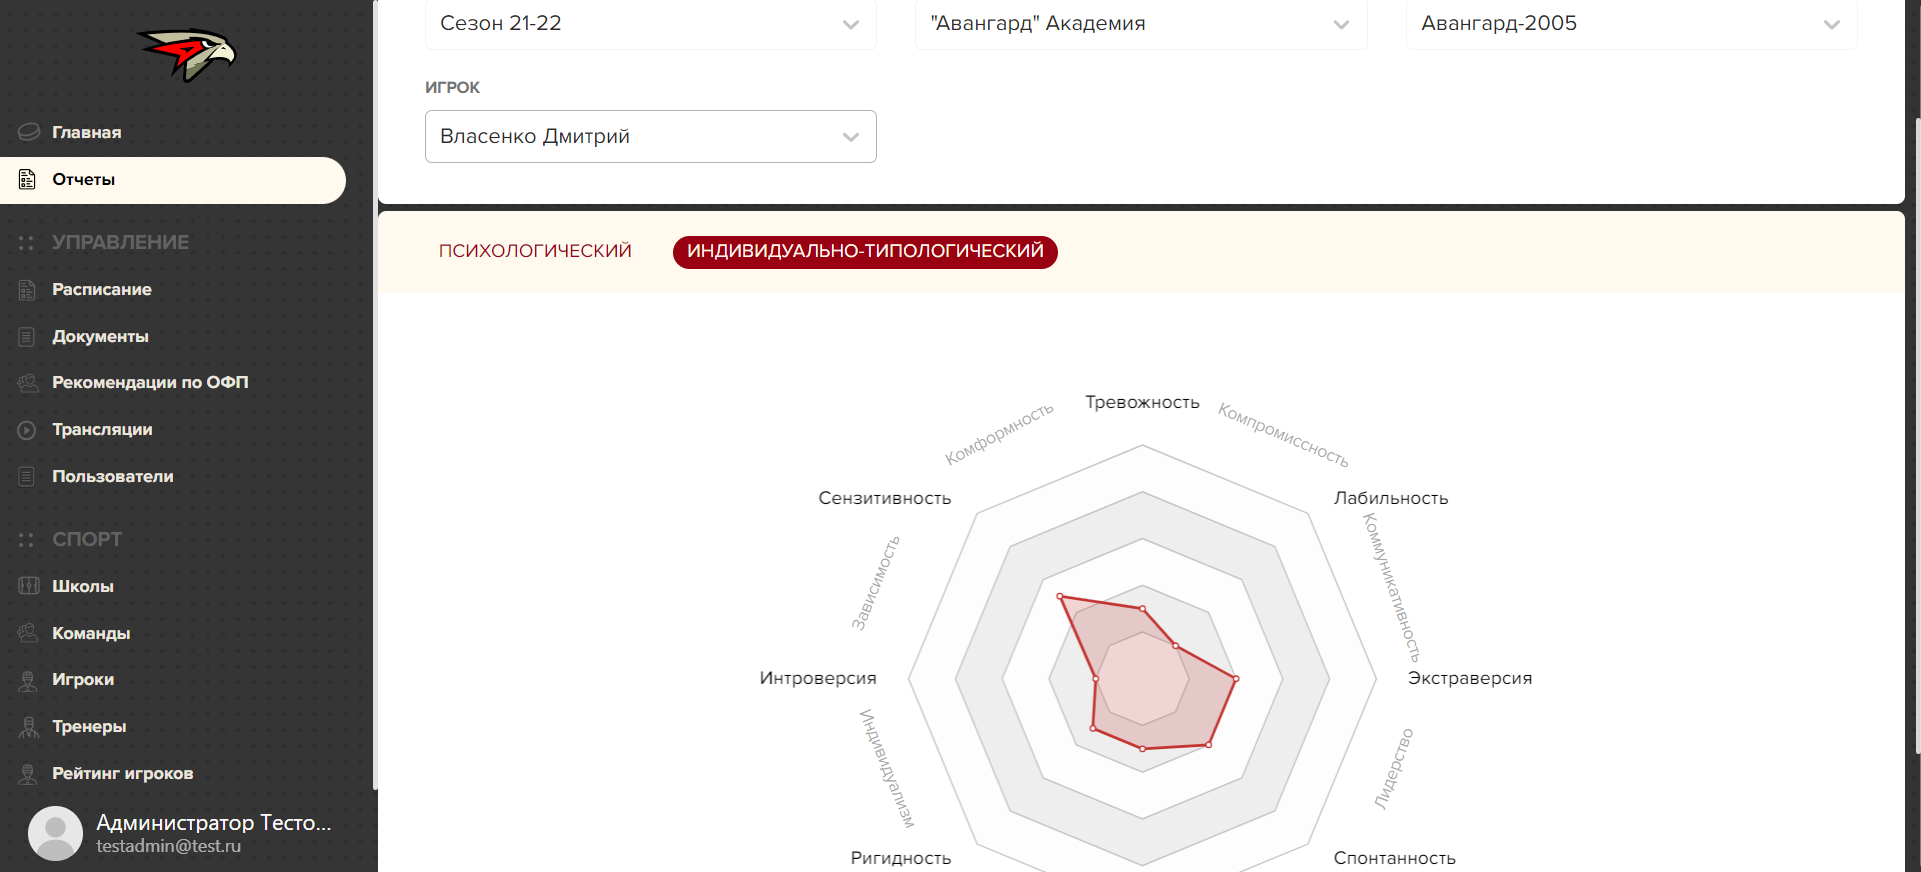 Главная
Отчеты
УПРАВЛЕНИЕ
Расписание
Документы
Рекомендации по ОФП
Трансляции
Пользователи
СПОРТ
Школы
Команды
Игроки
Тренеры
Рейтинг игроков
Администратор Тесто...
testadmin@test.ru
Сезон 21-22
"Авангард" Академия
Авангард-2005
ИГРОК
Власенко Дмитрий
ПСИХОЛОГИЧЕСКИЙ
ИНДИВИДУАЛЬНО-ТИПОЛОГИЧЕСКИЙ
Тревожность
Комформность
Компромиссность
Сензитивность
Лабильность
Зависимость
Коммуникативность
Интроверсия
Экстраверсия
Индивидуализм
Лидерство
Ригидность
Спонтанность